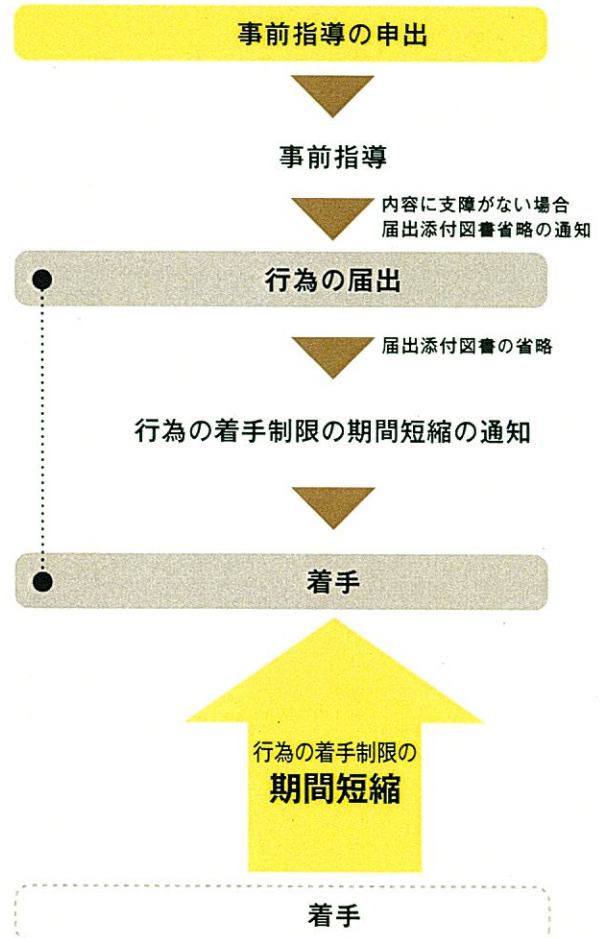 事前指導の申出
事前指導
内容に支障がない場合
届出添付図書省略の通知
行為の届出
届出添付図書の省略
行為の着手制限の期間短縮の通知
着手
行為の着手制限の
期間短縮
着手